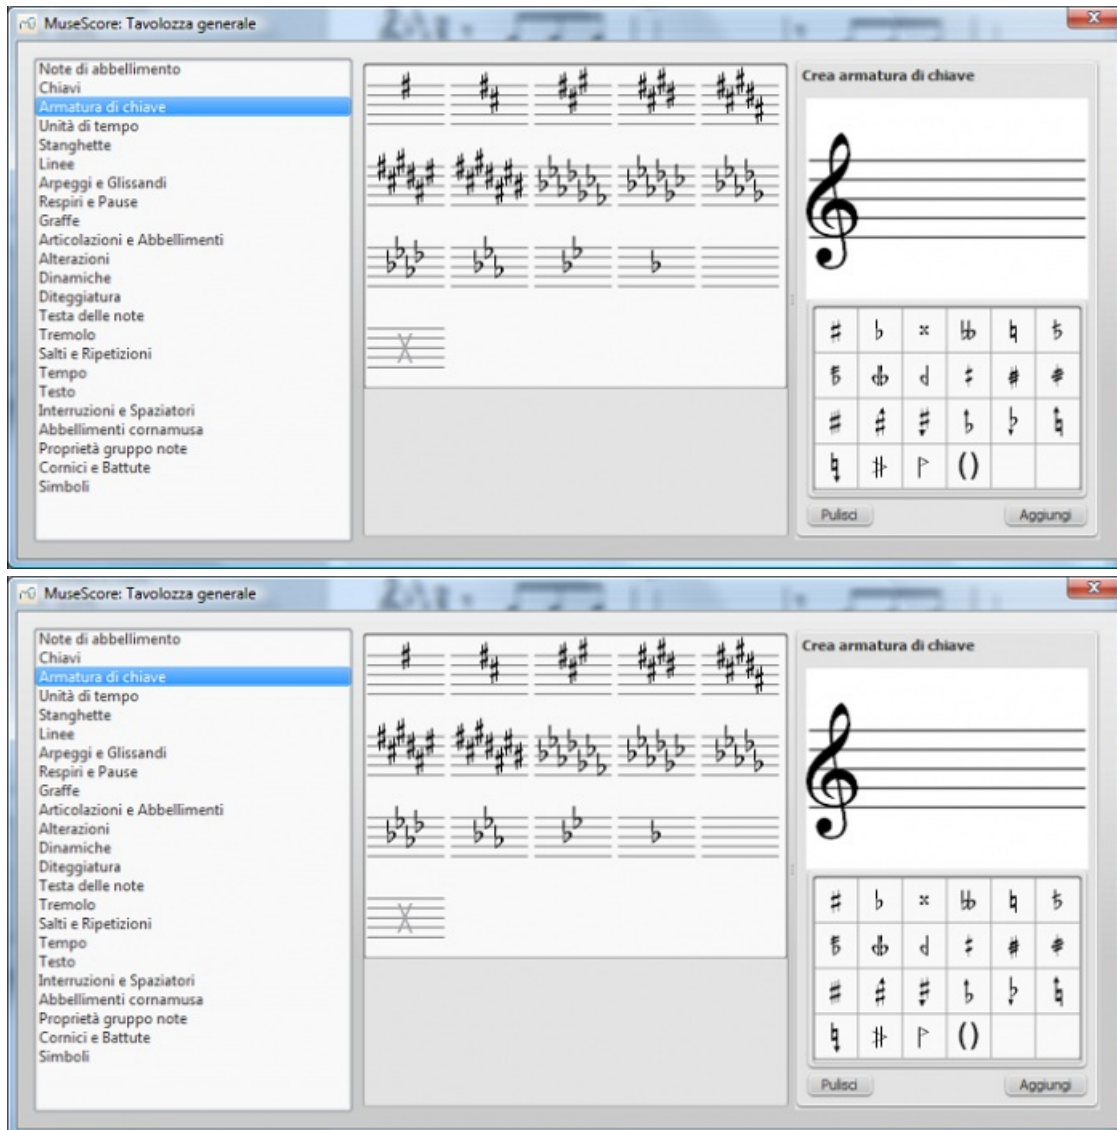 MuseScore: Tavolozza generale
Note di abbellimento
Chiavi
Armatura di chiave
Unità di tempo
Stanghette
Linee
Arpeggi e Glissandi
Respiri e Pause
Graffe
Articolazioni e Abbellimenti
Alterazioni
Dinamiche
Diteggiatura
Testa delle note
Tremolo
Salti e Ripetizioni
Tempo
Testo
Interruzioni e Spaziatori
Abbellimenti cornamusa
Proprietà gruppo note
Cornici e Battute
Simboli
Crea armatura di chiave
Pulisci
Aggiungi
MuseScore: Tavolozza generale
Note di abbellimento
Chiavi
Armatura di chiave
Unità di tempo
Stanghette
Linee
Arpeggi e Glissandi
Respiri e Pause
Graffe
Articolazioni e Abbellimenti
Alterazioni
Dinamiche
Diteggiatura
Testa delle note
Tremolo
Salti e Ripetizioni
Tempo
Testo
Interruzioni e Spaziatori
Abbellimenti cornamusa
Proprietà gruppo note
Cornici e Battute
Simboli
Crea armatura di chiave
Pulisci
Aggiungi